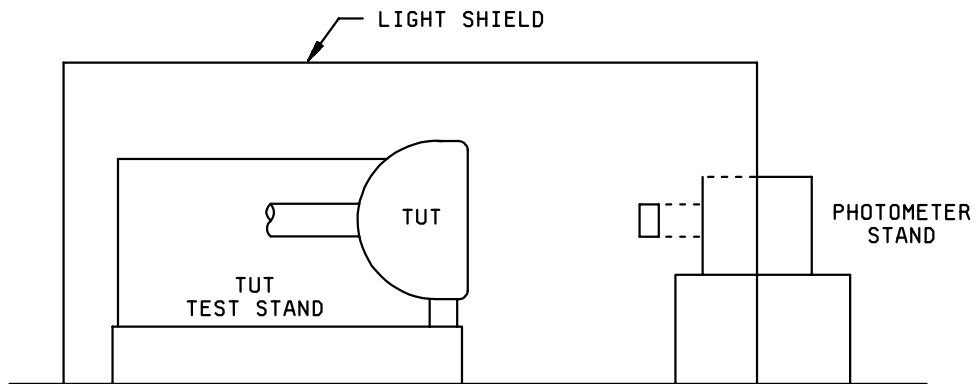 LIGHT SHIELD
TUT
PHOTOMETER
STAND
TUT
TEST STAND